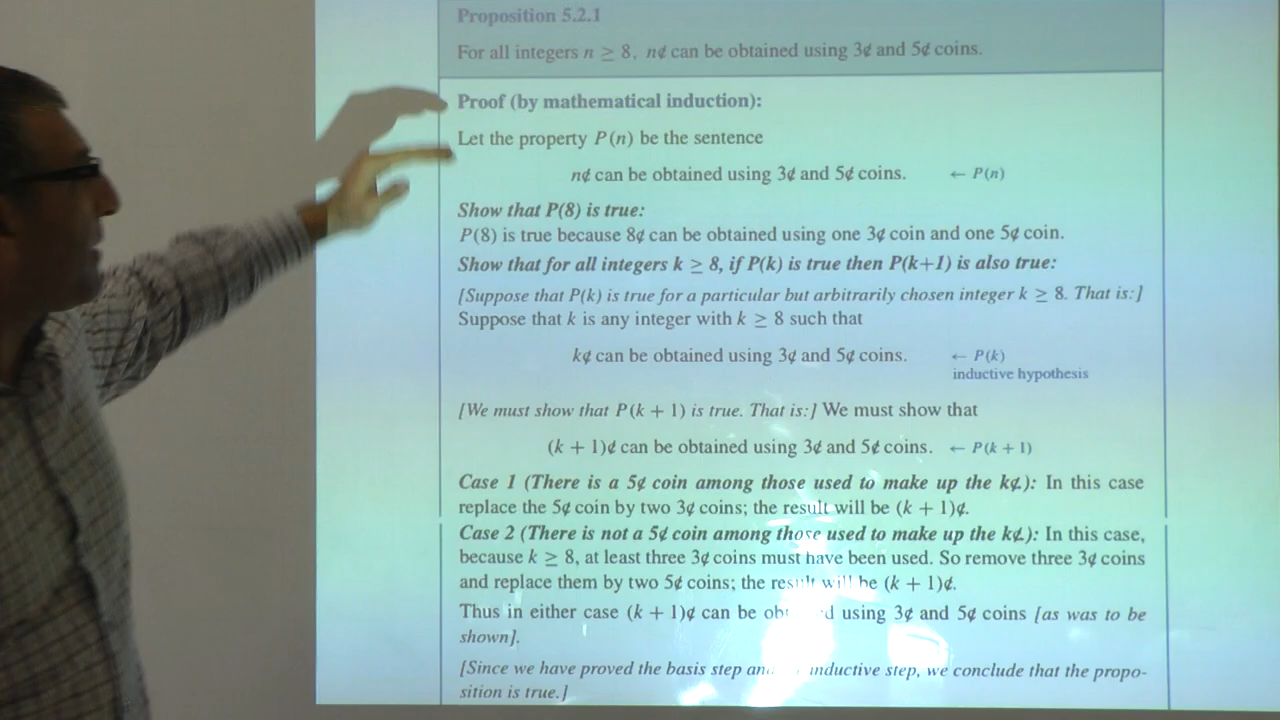 Proposition 5.2.1
For all integers n ≥ 8, n¢ can be obtained using 3¢ and 5¢ coins.
Proof (by mathematical induction):
Let the property P(n) be the sentence
n¢ can be obtained using 3¢ and 5¢ coins. ← P(n)
Show that P(8) is true:
P(8) is true because 8¢ can be obtained using one 3¢ coin and one 5¢ coin.
Show that for all integers k ≥ 8, if P(k) is true then P(k+1) is also true:
[Suppose that P(k) is true for a particular but arbitrarily chosen integer k ≥ 8. That is:]
Suppose that k is any integer with k ≥ 8 such that
k¢ can be obtained using 3¢ and 5¢ coins. ← P(k)
inductive hypothesis
[We must show that P(k + 1) is true. That is:] We must show that
(k + 1)¢ can be obtained using 3¢ and 5¢ coins. ← P(k + 1)
Case 1 (There is a 5¢ coin among those used to make up the k¢): In this case
replace the 5¢ coin by two 3¢ coins; the result will be (k + 1)¢.
Case 2 (There is not a 5¢ coin among those used to make up the k¢): In this case,
because k ≥ 8, at least three 3¢ coins must have been used. So remove three 3¢ coins
and replace them by two 5¢ coins; the result will be (k + 1)¢.
Thus in either case (k + 1)¢ can be using 3¢ and 5¢ coins [as was to be
shown].
[Since we have proved the basis step inductive step, we conclude that the propo-
sition is true.]